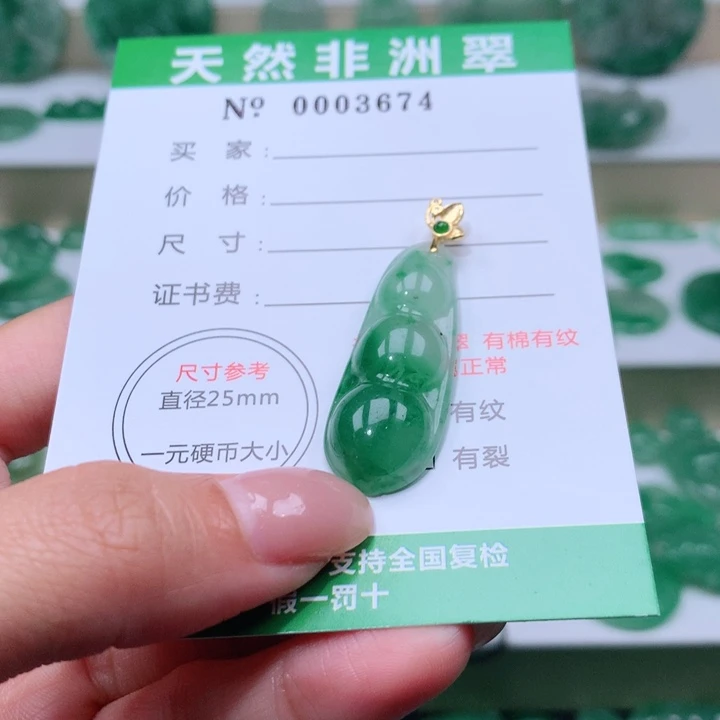 天然非洲翠
Nº 0003674
买 家：
价 格：
尺 寸：
证书费：
翠 有棉有纹
正常
尺寸参考
直径25mm
一元硬币大小
有纹
有裂
支持全国复检
假一罚十